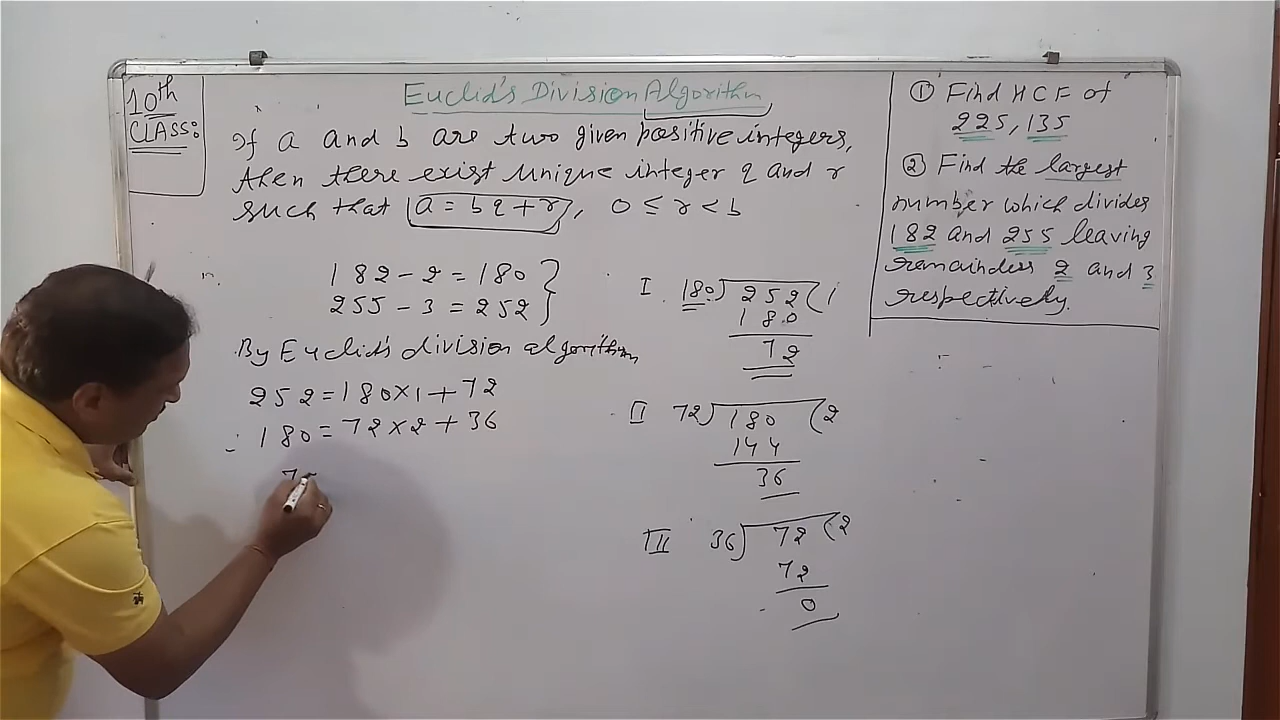 10th
CLASS:
Euclid's Division Algorithm
If a and b are two given positive integers,
then there exist unique integer q and r
such that a = bq + r, 0 ≤ r < b
182 - 2 = 180 }
255 - 3 = 252
By Euclid's division algorithm
252 = 180 × 1 + 72
∴ 180 = 72 × 2 + 36
I 180) 252 (1
180
72
II 72) 180 (2
144
36
III 36) 72 (2
72
0
① Find HCF of
225, 135
② Find the largest
number which divides
182 and 255 leaving
remainders 2 and 3
respectively.